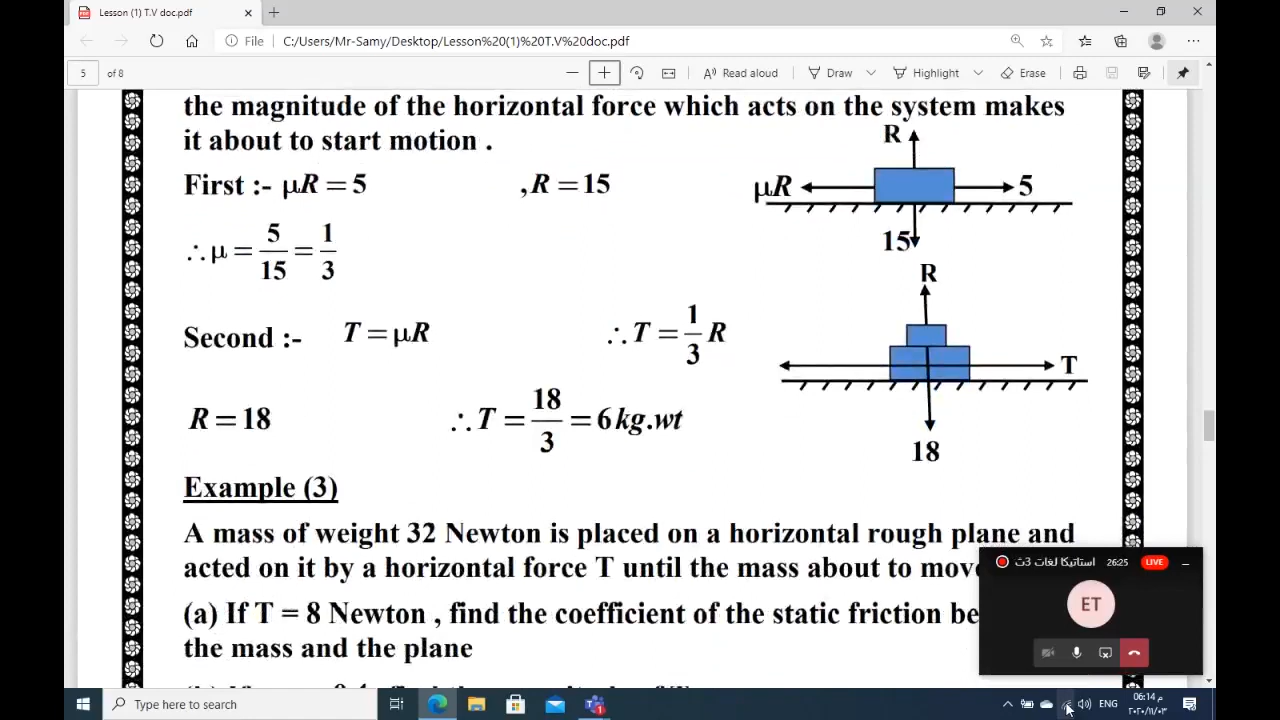 Lesson (1) T.V doc.pdf
File C:/Users/Mr-Samy/Desktop/Lesson%20(1)%20T.V%20doc.pdf
5 of 8 Read aloud Draw Highlight Erase
the magnitude of the horizontal force which acts on the system makes
it about to start motion .
R
First :- μR = 5 , R = 15
μR 5
∴ μ = 5/15 = 1/3
15
R
Second :- T = μR ∴ T = 1/3 R
T
R = 18 ∴ T = 18/3 = 6 kg.wt
18
Example (3)
A mass of weight 32 Newton is placed on a horizontal rough plane and
acted on it by a horizontal force T until the mass about to move
(a) If T = 8 Newton , find the coefficient of the static friction be
the mass and the plane
استاتيكا لغات 3ث 26:25 LIVE
ET
Type here to search
ENG
06:14 م
٢٠٢٠/١١/٠٣